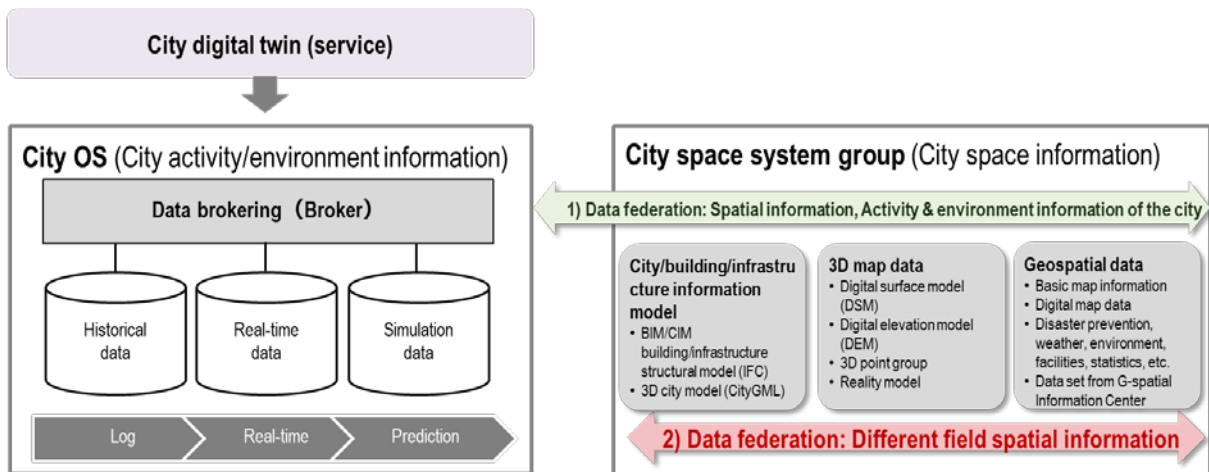 City digital twin (service)
City OS (City activity/environment information)
Data brokering（Broker）
Historical
data
Real-time
data
Simulation
data
Log
Real-time
Prediction
City space system group (City space information)
1) Data federation: Spatial information, Activity & environment information of the city
City/building/infrastru
cture information
model
• BIM/CIM
building/infrastructure
structural model (IFC)
• 3D city model (CityGML)
3D map data
• Digital surface model
(DSM)
• Digital elevation model
(DEM)
• 3D point group
• Reality model
Geospatial data
• Basic map information
• Digital map data
• Disaster prevention,
weather, environment,
facilities, statistics, etc.
• Data set from G-spatial
Information Center
2) Data federation: Different field spatial information